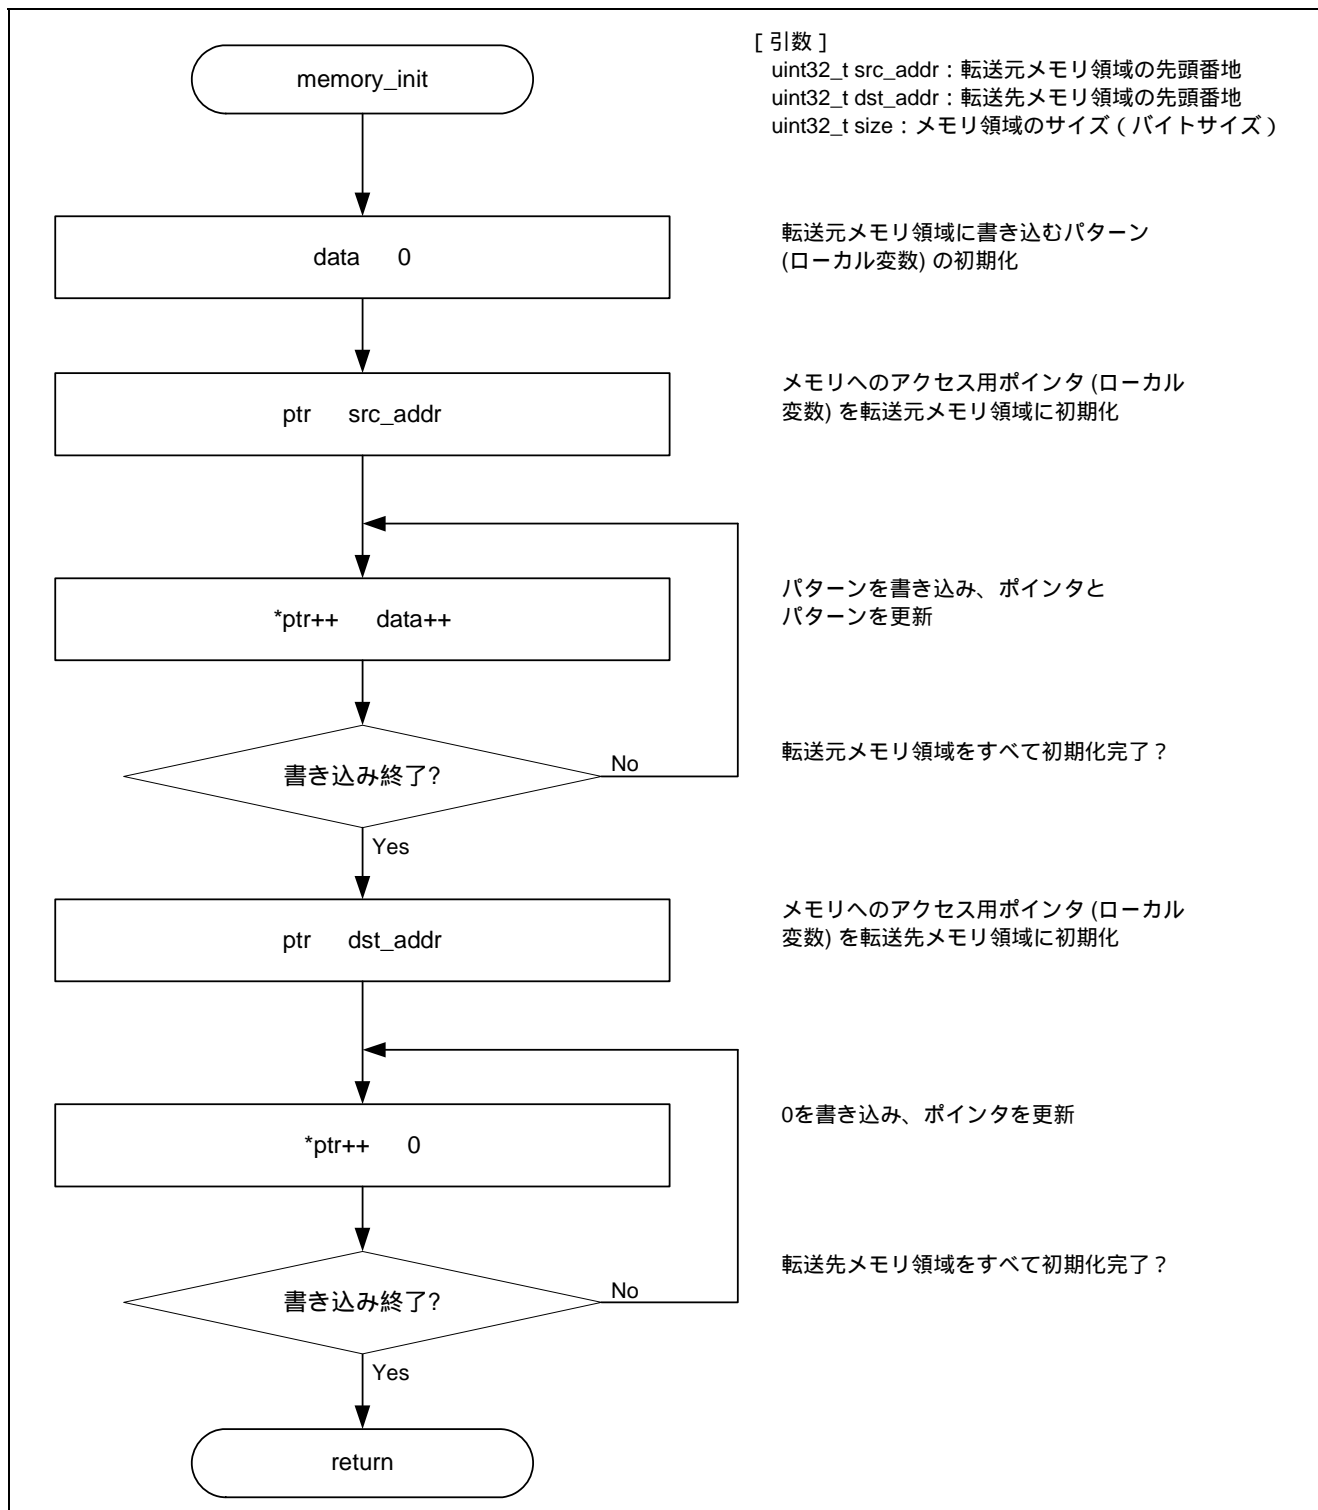 memory_init
[ 引数 ]
uint32_t src_addr : 転送元メモリ領域の先頭番地
uint32_t dst_addr : 転送先メモリ領域の先頭番地
uint32_t size : メモリ領域のサイズ ( バイトサイズ )
data 0
転送元メモリ領域に書き込むパターン
(ローカル変数) の初期化
ptr src_addr
メモリへのアクセス用ポインタ (ローカル
変数) を転送元メモリ領域に初期化
*ptr++ data++
パターンを書き込み、ポインタと
パターンを更新
書き込み終了?
No
転送元メモリ領域をすべて初期化完了？
Yes
ptr dst_addr
メモリへのアクセス用ポインタ (ローカル
変数) を転送先メモリ領域に初期化
*ptr++ 0
0を書き込み、ポインタを更新
書き込み終了?
No
転送先メモリ領域をすべて初期化完了？
Yes
return